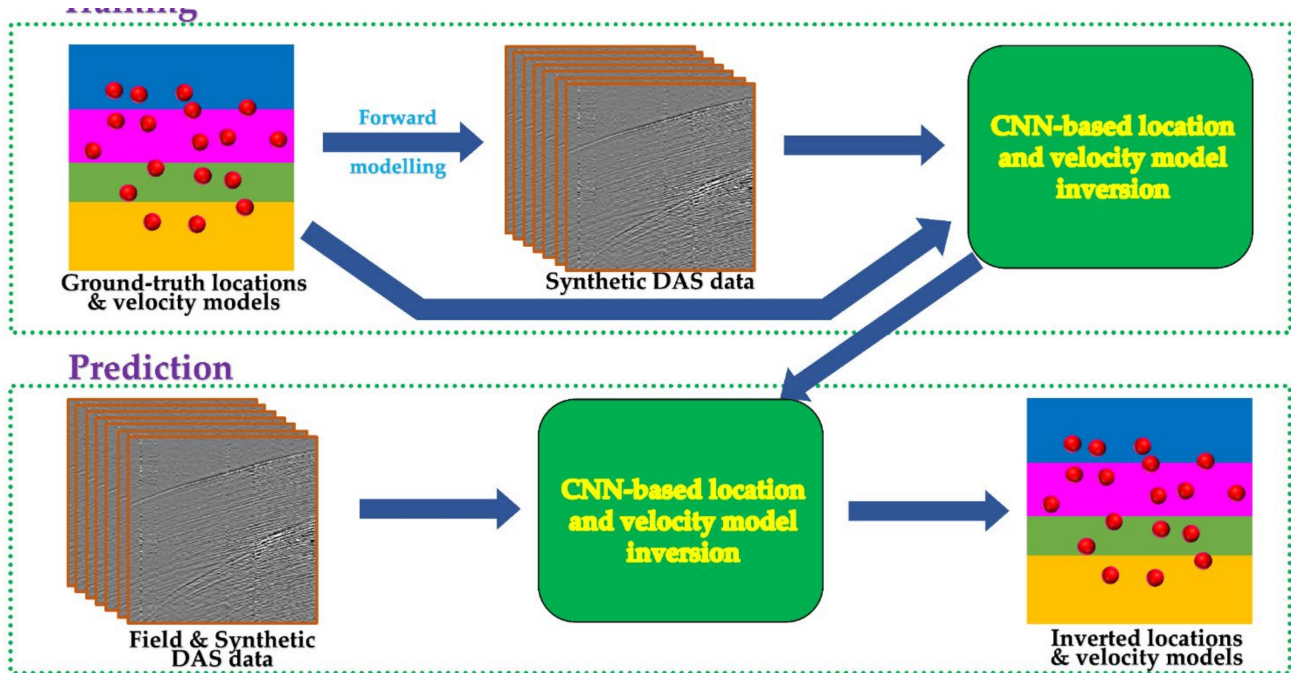 Training
Forward
modelling
CNN-based location
and velocity model
inversion
Ground-truth locations
& velocity models
Synthetic DAS data
Prediction
CNN-based location
and velocity model
inversion
Field & Synthetic
DAS data
Inverted locations
& velocity models